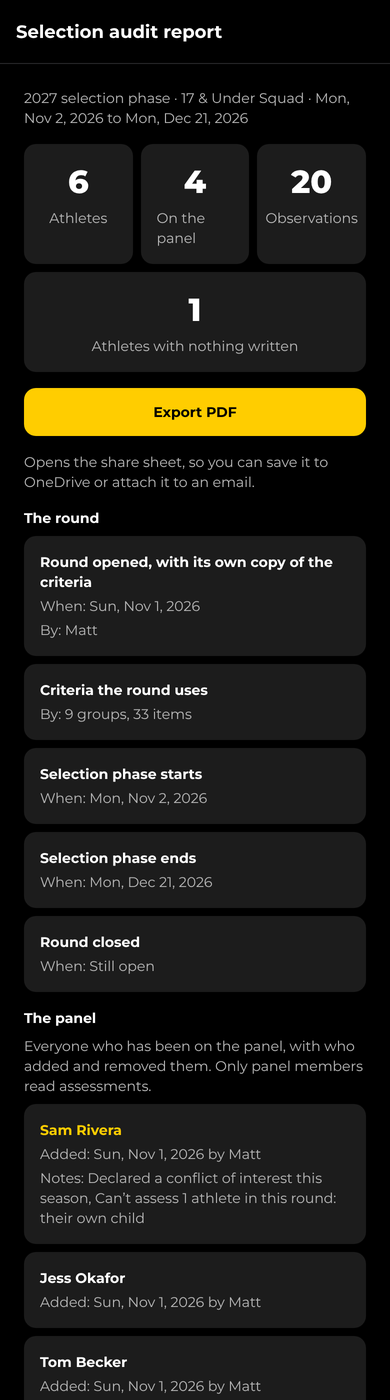 Selection audit report
2027 selection phase · 17 & Under Squad · Mon,
Nov 2, 2026 to Mon, Dec 21, 2026
6
Athletes
4
On the
panel
20
Observations
1
Athletes with nothing written
Export PDF
Opens the share sheet, so you can save it to
OneDrive or attach it to an email.
The round
Round opened, with its own copy of the
criteria
When: Sun, Nov 1, 2026
By: Matt
Criteria the round uses
By: 9 groups, 33 items
Selection phase starts
When: Mon, Nov 2, 2026
Selection phase ends
When: Mon, Dec 21, 2026
Round closed
When: Still open
The panel
Everyone who has been on the panel, with who
added and removed them. Only panel members
read assessments.
Sam Rivera
Added: Sun, Nov 1, 2026 by Matt
Notes: Declared a conflict of interest this
season, Can’t assess 1 athlete in this round:
their own child
Jess Okafor
Added: Sun, Nov 1, 2026 by Matt
Tom Becker
Added: Sun, Nov 1, 2026 by Matt